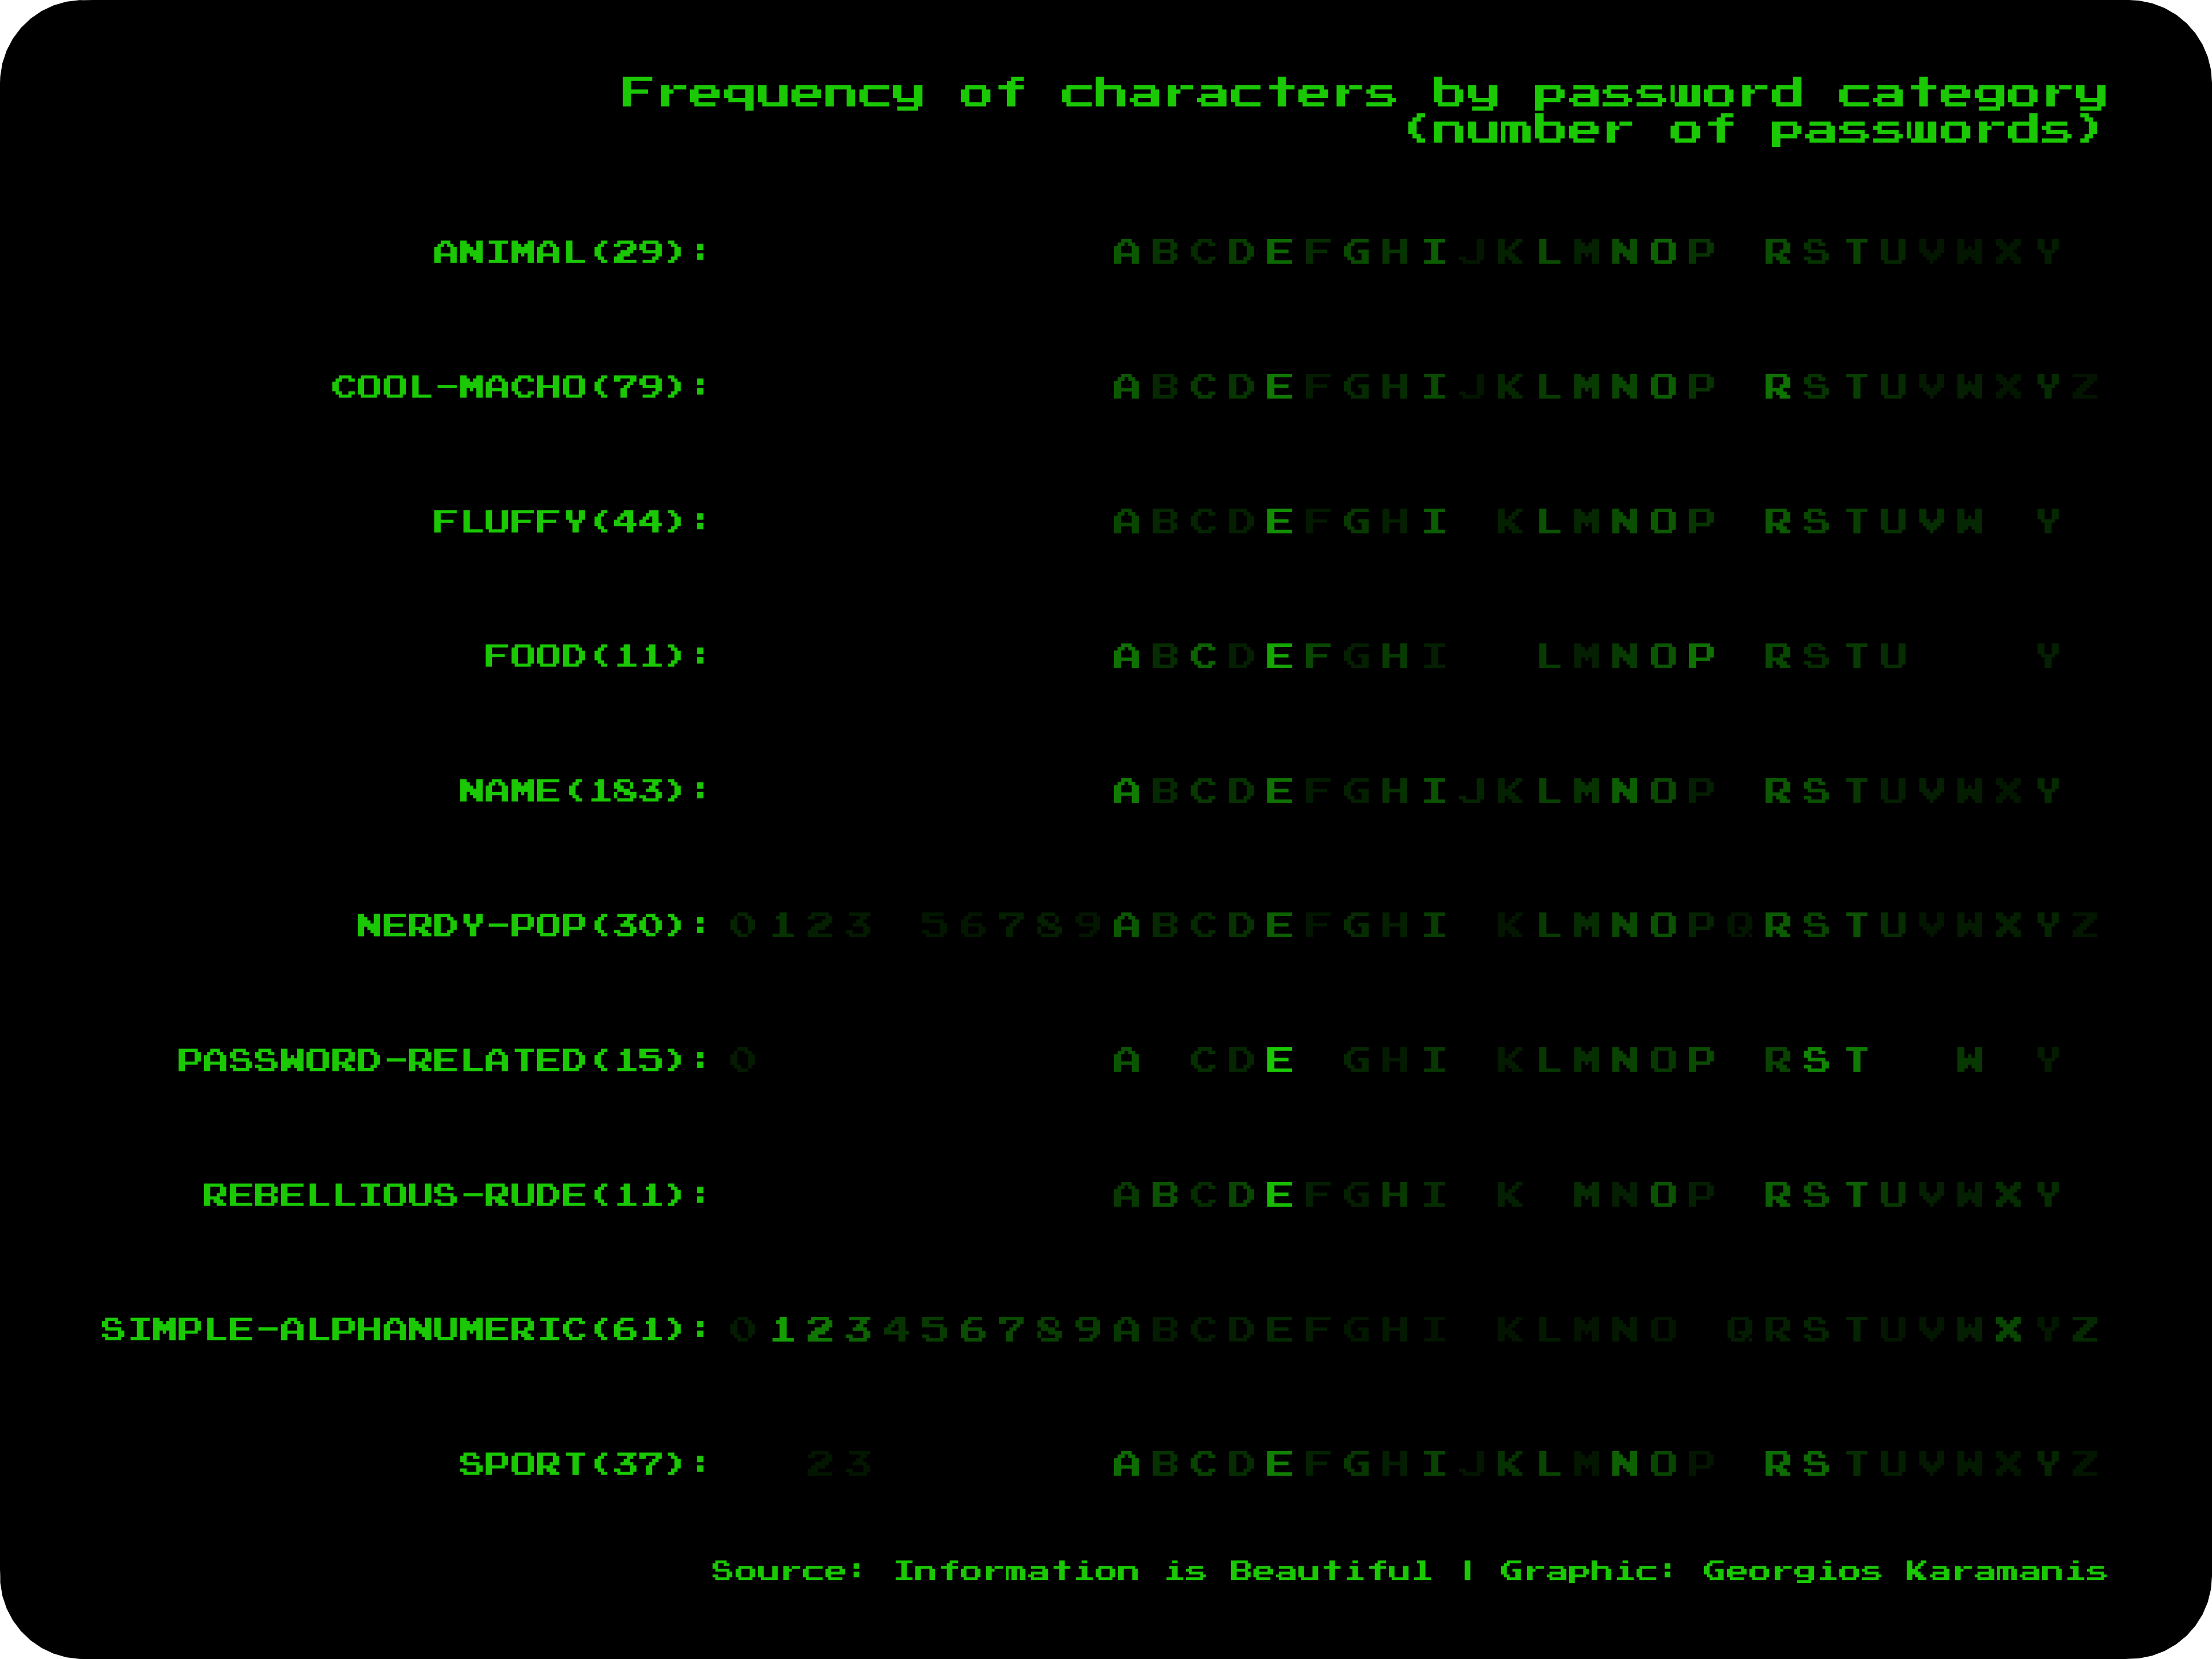 Frequency of characters by password category
(number of passwords)
ANIMAL(29): A B C D E F G H I J K L M N O P R S T U V W X Y
COOL-MACHO(79): A B C D E F G H I J K L M N O P R S T U V W X Y Z
FLUFFY(44): A B C D E F G H I K L M N O P R S T U V W Y
FOOD(11): A B C D E F G H I L M N O P R S T U Y
NAME(183): A B C D E F G H I J K L M N O P R S T U V W X Y
NERDY-POP(30): 0 1 2 3 5 6 7 8 9 A B C D E F G H I K L M N O P Q R S T U V W X Y Z
PASSWORD-RELATED(15): 0 A C D E G H I K L M N O P R S T W Y
REBELLIOUS-RUDE(11): A B C D E F G H I K M N O P R S T U V W X Y
SIMPLE-ALPHANUMERIC(61): 0 1 2 3 4 5 6 7 8 9 A B C D E F G H I K L M N O Q R S T U V W X Y Z
SPORT(37): 2 3 A B C D E F G H I J K L M N O P R S T U V W X Y Z
Source: Information is Beautiful | Graphic: Georgios Karamanis